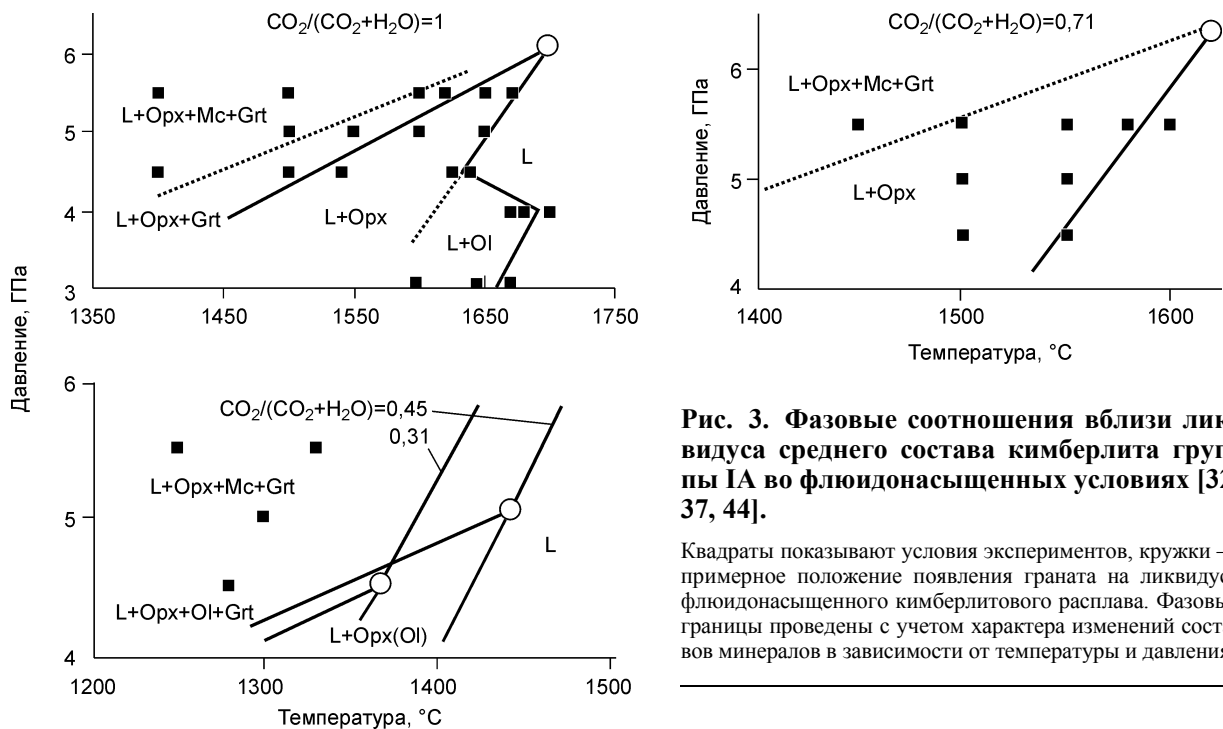 CO₂/(CO₂+H₂O)=1
Давление, ГПа
6
5
4
3
L+Opx+Mc+Grt
L+Opx+Grt
L+Opx
L
L+Ol
1350
1450
1550
1650
1750
CO₂/(CO₂+H₂O)=0,71
Давление, ГПа
6
5
4
L+Opx+Mc+Grt
L+Opx
1400
1500
1600
Температура, °C
6
5
4
CO₂/(CO₂+H₂O)=0,45
0,31
L+Opx+Mc+Grt
L
L+Opx+Ol+Grt
L+Opx(Ol)
1200
1300
1400
1500
Температура, °C
Рис. 3. Фазовые соотношения вблизи лик
видуса среднего состава кимберлита груп
пы IA во флюидонасыщенных условиях [32
37, 44].
Квадраты показывают условия экспериментов, кружки –
примерное положение появления граната на ликвидус
флюидонасыщенного кимберлитового расплава. Фазовы
границы проведены с учетом характера изменений сост
вов минералов в зависимости от температуры и давления